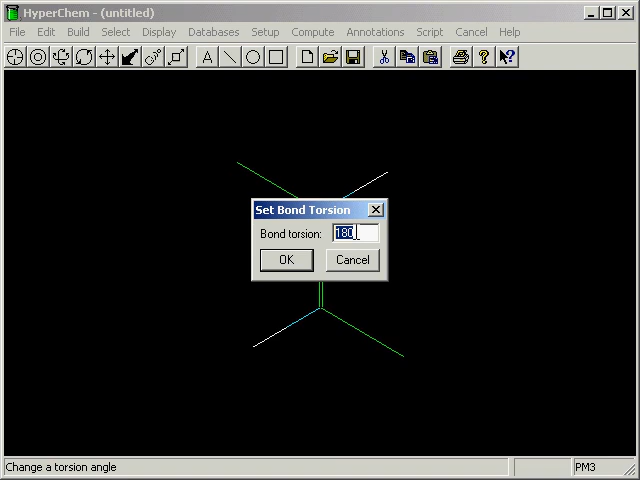 HyperChem - (untitled)
File Edit Build Select Display Databases Setup Compute Annotations Script Cancel Help
A
Set Bond Torsion
Bond torsion: 180
OK Cancel
Change a torsion angle PM3